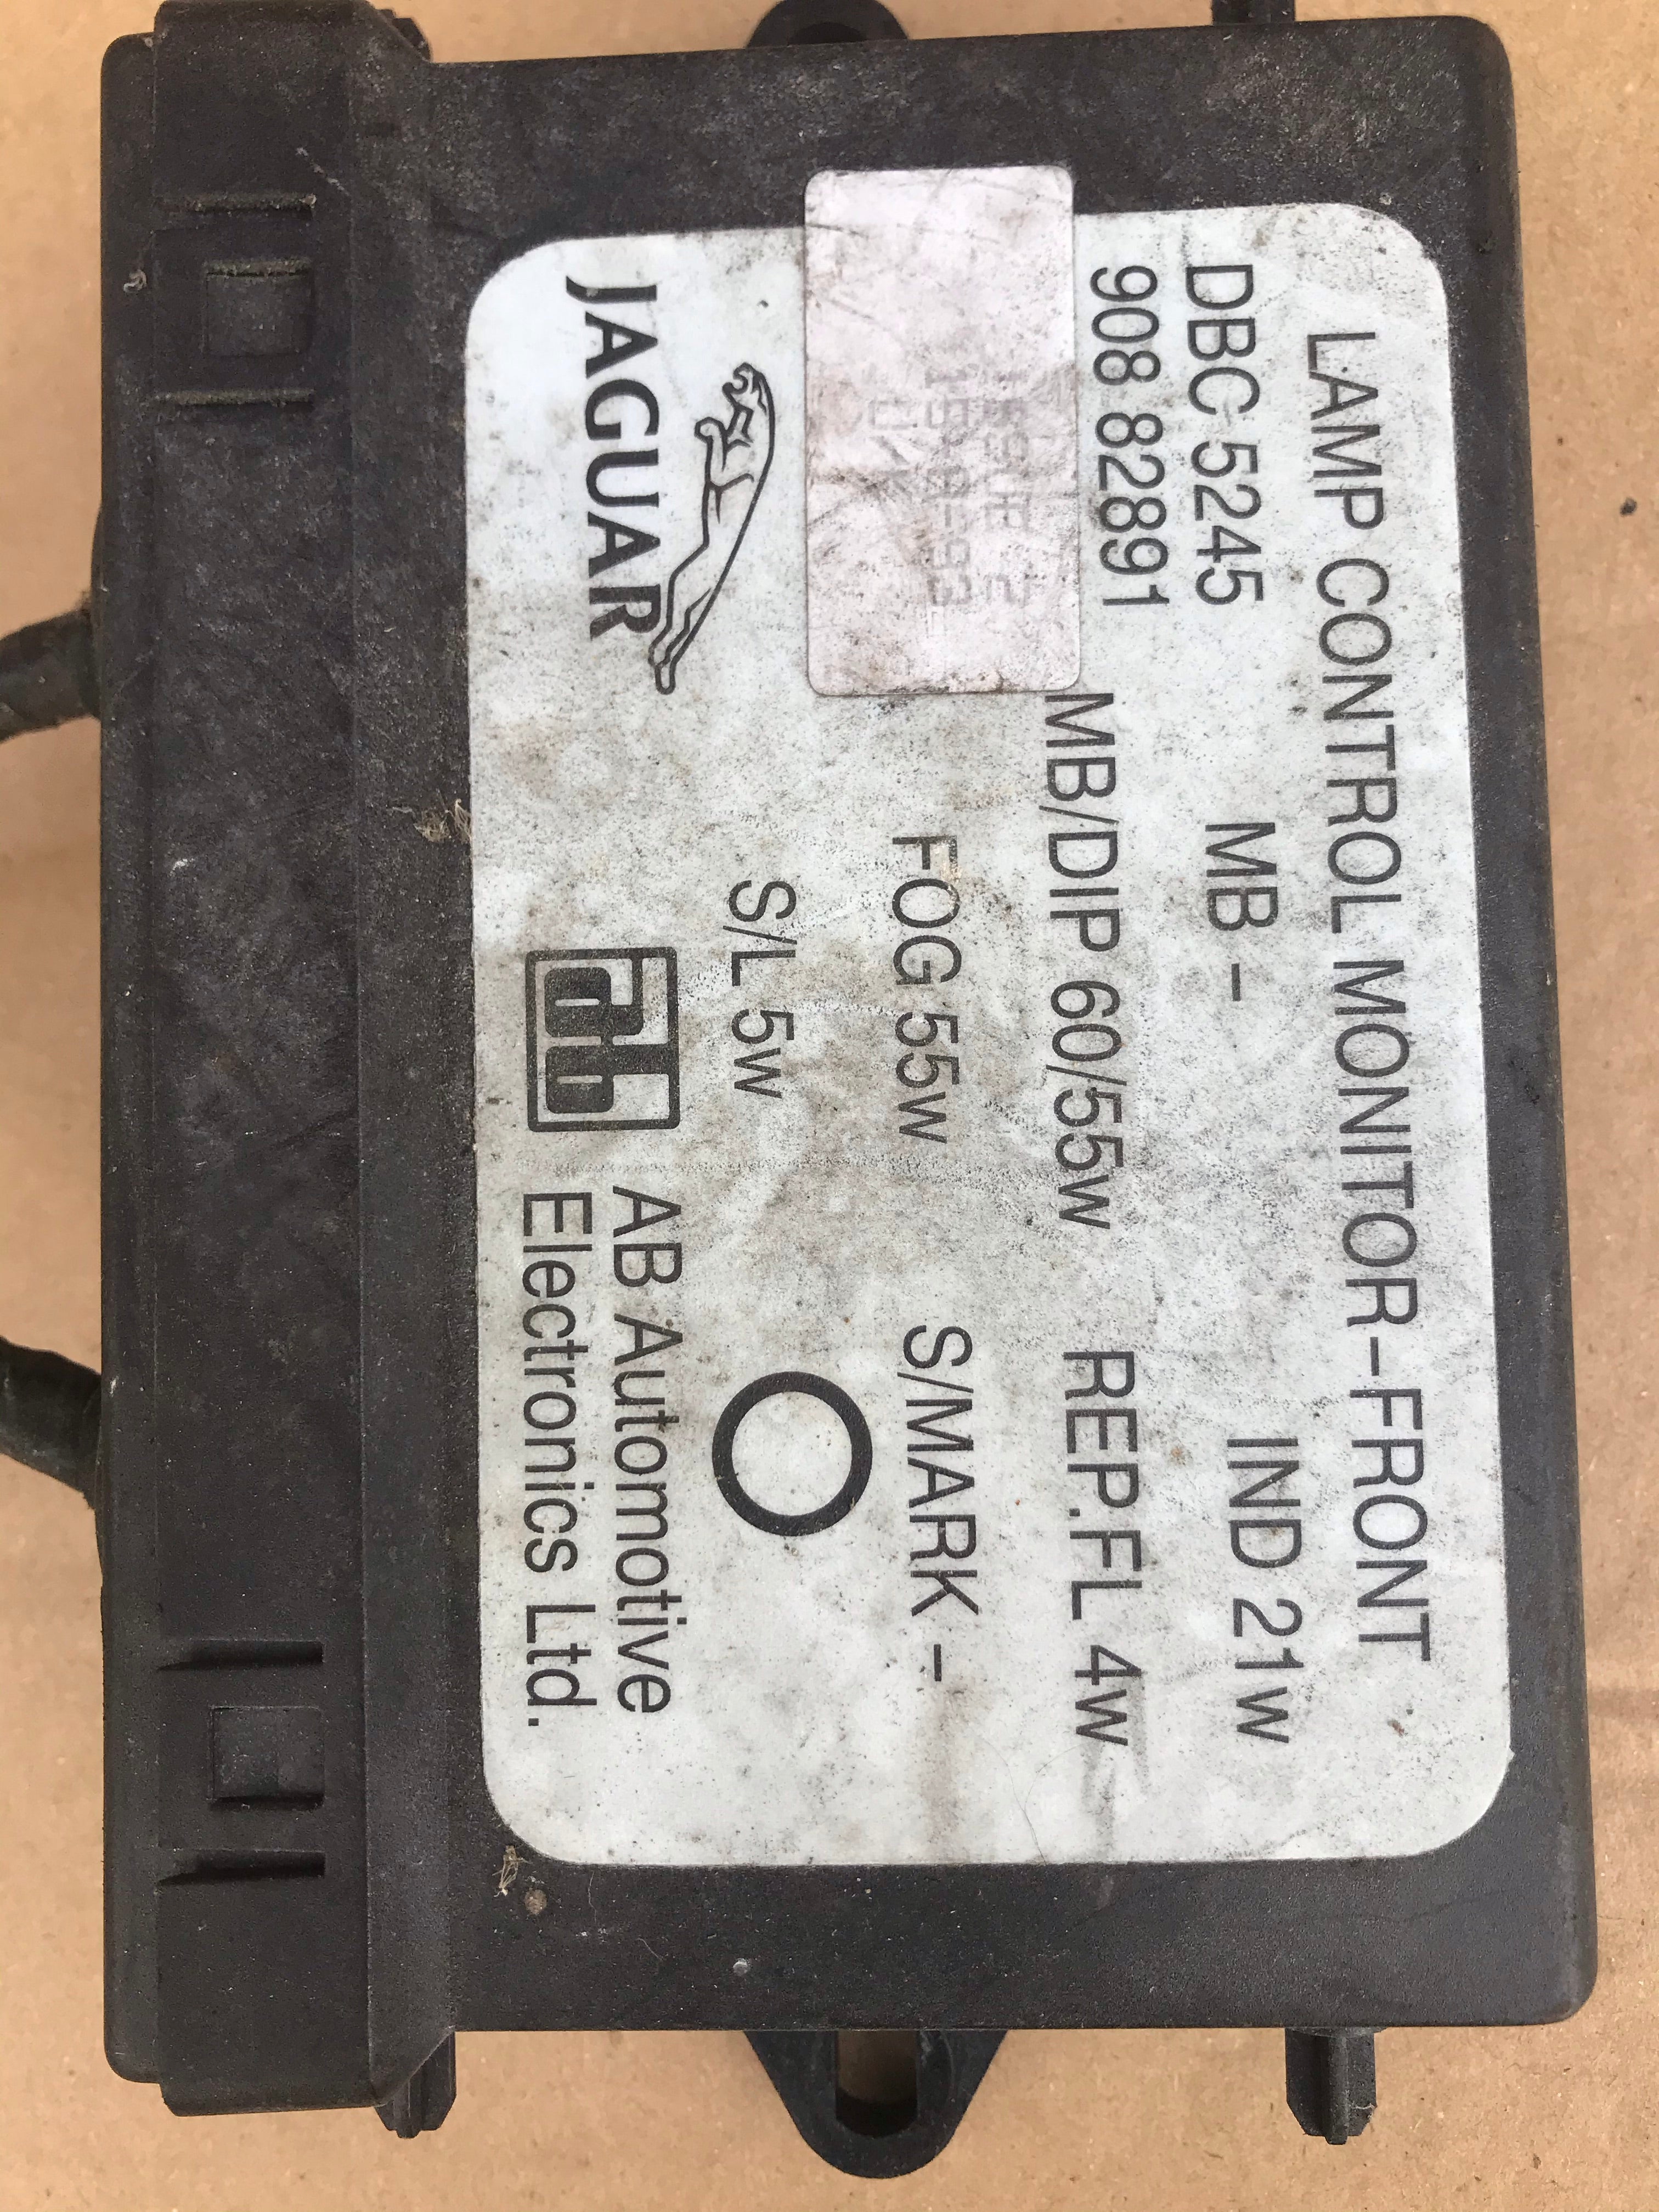 LAMP CONTROL MONITOR-FRONT
DBC 5245 MB - IND 21w
908 82891
MB/DIP 60/55w REP.FL 4w
FOG 55w S/MARK -
S/L 5w
JAGUAR
ab
AB Automotive
Electronics Ltd.